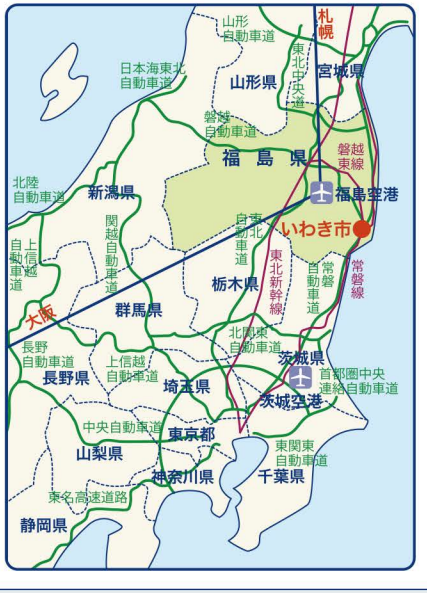 山形
自動車道
札幌
東北中央道
宮城県
日本海東北
自動車道
山形県
磐越
自動車道
福島県
磐越
東線
北陸
自動車道
新潟県
福島空港
いわき市
関越自動車道
東北
自動車道
上信越
自動車道
栃木県
東北新幹線
常磐
自動車道
常磐線
大阪
群馬県
北関東
自動車道
長野
自動車道
上信越
自動車道
茨城県
長野県
埼玉県
首都圏中央
連絡自動車道
茨城空港
中央自動車道
東京都
山梨県
東関東
自動車道
神奈川県
千葉県
東名高速道路
静岡県